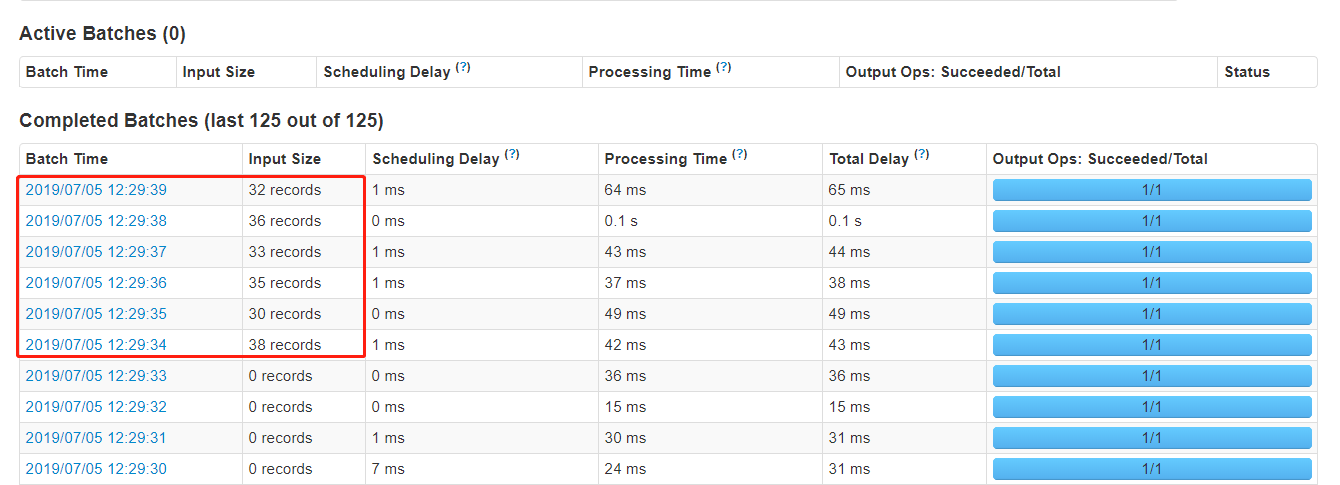 Active Batches (0)
Batch Time Input Size Scheduling Delay (?) Processing Time (?) Output Ops: Succeeded/Total Status
Completed Batches (last 125 out of 125)
Batch Time Input Size Scheduling Delay (?) Processing Time (?) Total Delay (?) Output Ops: Succeeded/Total
2019/07/05 12:29:39 32 records 1 ms 64 ms 65 ms 1/1
2019/07/05 12:29:38 36 records 0 ms 0.1 s 0.1 s 1/1
2019/07/05 12:29:37 33 records 1 ms 43 ms 44 ms 1/1
2019/07/05 12:29:36 35 records 1 ms 37 ms 38 ms 1/1
2019/07/05 12:29:35 30 records 0 ms 49 ms 49 ms 1/1
2019/07/05 12:29:34 38 records 1 ms 42 ms 43 ms 1/1
2019/07/05 12:29:33 0 records 0 ms 36 ms 36 ms 1/1
2019/07/05 12:29:32 0 records 0 ms 15 ms 15 ms 1/1
2019/07/05 12:29:31 0 records 1 ms 30 ms 31 ms 1/1
2019/07/05 12:29:30 0 records 7 ms 24 ms 31 ms 1/1